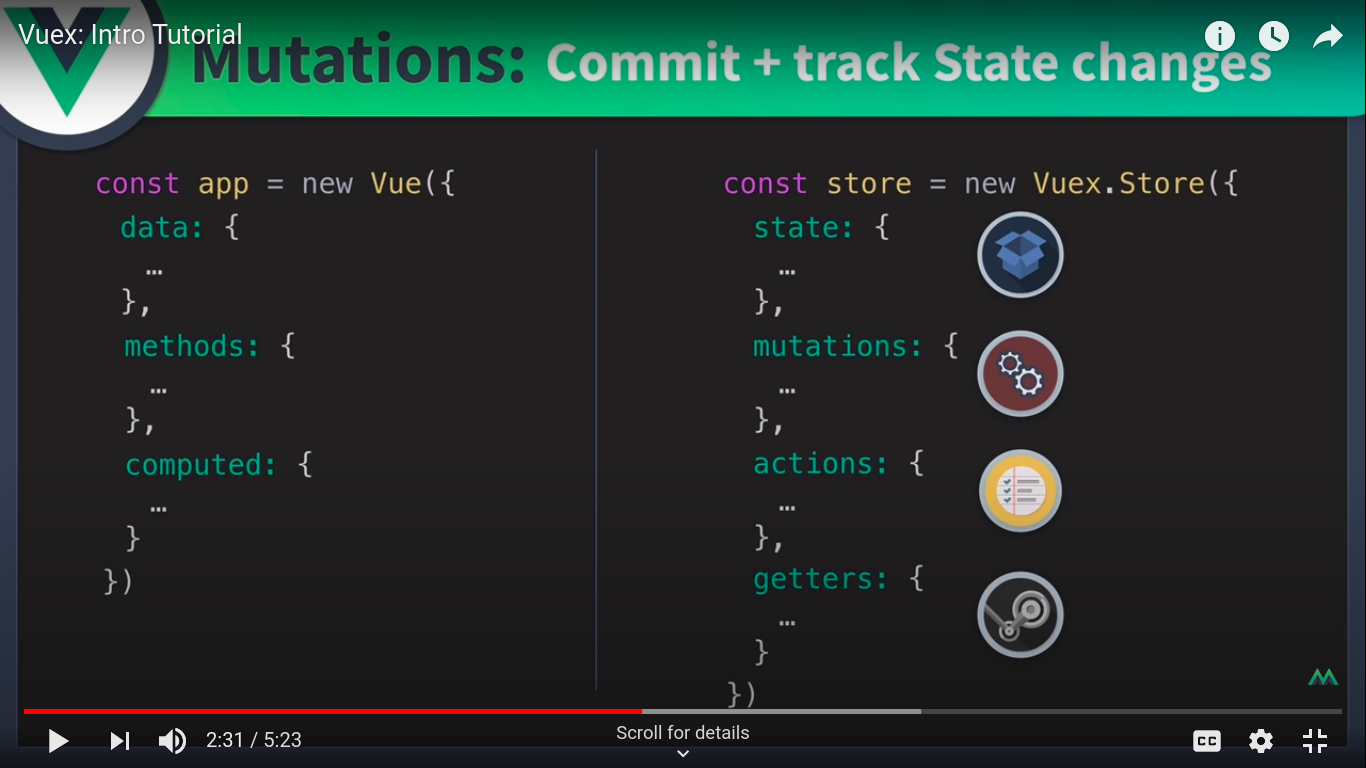 Vuex: Intro Tutorial
Mutations: Commit + track State changes
const app = new Vue({
data: {
…
},
methods: {
…
},
computed: {
…
}
})
const store = new Vuex.Store({
state: {
…
},
mutations: {
…
},
actions: {
…
},
getters: {
…
}
})
2:31 / 5:23
Scroll for details
CC